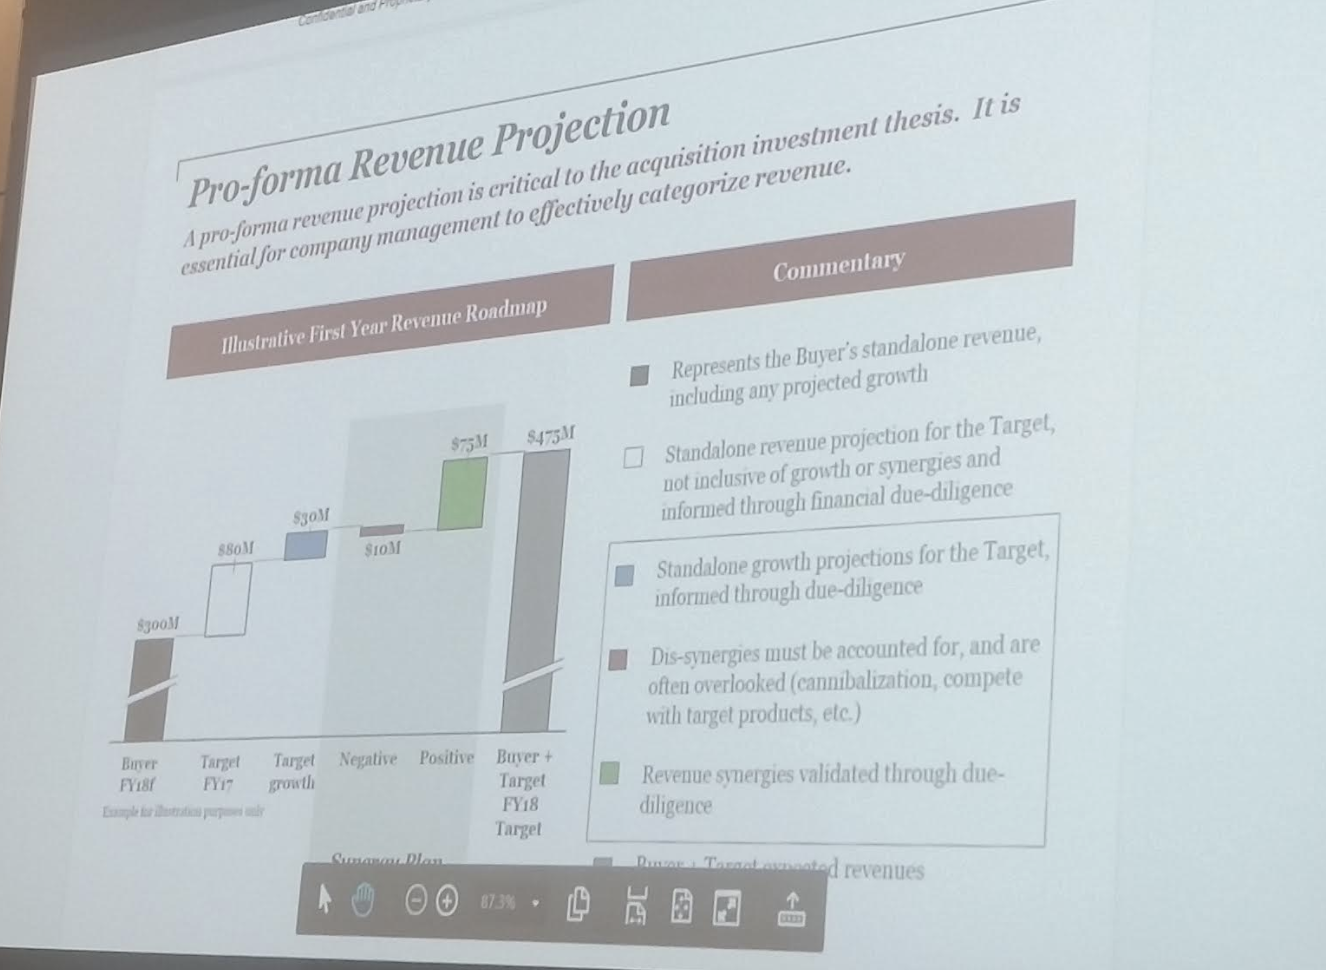 Confidential and
Pro-forma Revenue Projection
A pro-forma revenue projection is critical to the acquisition investment thesis. It is
essential for company management to effectively categorize revenue.
Illustrative First Year Revenue Roadmap
$300M
$80M
$30M
$10M
$75M
$475M
Buyer
FY18f
Target
FY17
Target
growth
Negative
Positive
Buyer +
Target
FY18
Target
Example for illustration purposes only
Synergy Plan
Commentary
Represents the Buyer's standalone revenue,
including any projected growth
Standalone revenue projection for the Target,
not inclusive of growth or synergies and
informed through financial due-diligence
Standalone growth projections for the Target,
informed through due-diligence
Dis-synergies must be accounted for, and are
often overlooked (cannibalization, compete
with target products, etc.)
Revenue synergies validated through due-
diligence
Buyer + Target expected revenues
87.3%